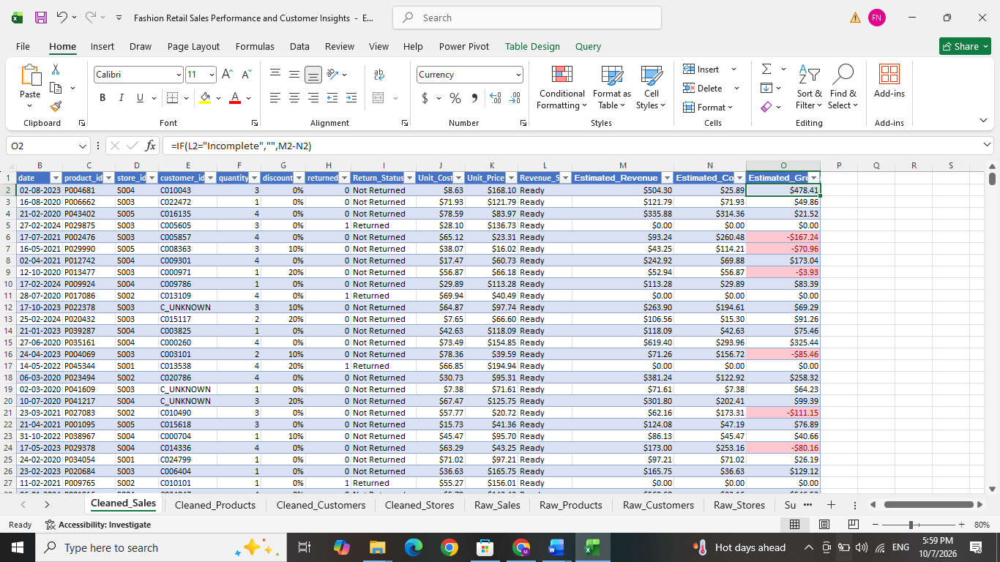 Fashion Retail Sales Performance and Customer Insights - E...
Search
FN
File Home Insert Draw Page Layout Formulas Data Review View Help Power Pivot Table Design Query
Share
Paste
Calibri 11
ab
Currency
Conditional Formatting
Format as Table
Cell Styles
Insert
Delete
Format
Sort & Filter
Find & Select
Add-ins
Clipboard Font Alignment Number Styles Cells Editing Add-ins
O2 fx =IF(L2="Incomplete","",M2-N2)
B C D E F G H I J K L M N O P Q R S
1 date product_id store_id customer_id quantity discount returned Return_Status Unit_Cost Unit_Price Revenue_S Estimated_Revenue Estimated_Co Estimated_Gro
2 02-08-2023 P004681 S004 C010043 3 0% 0 Not Returned $8.63 $168.10 Ready $504.30 $25.89 $478.41
3 16-08-2020 P006662 S003 C022472 1 0% 0 Not Returned $71.93 $121.79 Ready $121.79 $71.93 $49.86
4 21-02-2020 P043402 S005 C016135 4 0% 0 Not Returned $78.59 $83.97 Ready $335.88 $314.36 $21.52
5 27-02-2024 P029875 S003 C005605 3 0% 1 Returned $28.10 $136.73 Ready $0.00 $0.00 $0.00
6 17-07-2021 P002476 S003 C005857 4 0% 0 Not Returned $65.12 $23.31 Ready $93.24 $260.48 -$167.24
7 16-05-2021 P029990 S005 C008363 3 10% 0 Not Returned $38.07 $16.02 Ready $43.25 $114.21 -$70.96
8 02-04-2021 P012742 S004 C009301 4 0% 0 Not Returned $17.47 $60.73 Ready $242.92 $69.88 $173.04
9 12-10-2020 P013477 S003 C000971 1 20% 0 Not Returned $56.87 $66.18 Ready $52.94 $56.87 -$3.93
10 17-02-2024 P009924 S004 C009786 1 0% 0 Not Returned $29.89 $113.28 Ready $113.28 $29.89 $83.39
11 28-07-2020 P017086 S002 C013109 4 0% 1 Returned $69.94 $40.49 Ready $0.00 $0.00 $0.00
12 17-10-2023 P022378 S003 C_UNKNOWN 3 10% 0 Not Returned $64.87 $97.74 Ready $263.90 $194.61 $69.29
13 25-02-2024 P020432 S003 C015117 2 20% 0 Not Returned $7.65 $66.60 Ready $106.56 $15.30 $91.26
14 21-01-2023 P039287 S004 C003825 1 0% 0 Not Returned $42.63 $118.09 Ready $118.09 $42.63 $75.46
15 27-06-2020 P035161 S004 C000260 4 0% 0 Not Returned $73.49 $154.85 Ready $619.40 $293.96 $325.44
16 24-04-2023 P004069 S003 C003101 2 10% 0 Not Returned $78.36 $39.59 Ready $71.26 $156.72 -$85.46
17 14-05-2022 P045344 S001 C013538 4 20% 1 Returned $66.85 $194.94 Ready $0.00 $0.00 $0.00
18 06-03-2020 P023494 S002 C020786 4 0% 0 Not Returned $30.73 $95.31 Ready $381.24 $122.92 $258.32
19 02-03-2020 P041609 S003 C_UNKNOWN 1 0% 0 Not Returned $7.38 $71.61 Ready $71.61 $7.38 $64.23
20 10-07-2020 P041217 S004 C_UNKNOWN 3 20% 0 Not Returned $67.47 $125.75 Ready $301.80 $202.41 $99.39
21 23-03-2021 P027083 S002 C010490 3 0% 0 Not Returned $57.77 $20.72 Ready $62.16 $173.31 -$111.15
22 21-04-2021 P001095 S005 C015618 3 0% 0 Not Returned $15.73 $41.36 Ready $124.08 $47.19 $76.89
23 31-10-2022 P038967 S004 C000704 1 10% 0 Not Returned $45.47 $95.70 Ready $86.13 $45.47 $40.66
24 17-05-2023 P029378 S004 C014336 4 0% 0 Not Returned $63.29 $43.25 Ready $173.00 $253.16 -$80.16
25 24-02-2020 P034054 S001 C024799 1 0% 0 Not Returned $71.02 $97.21 Ready $97.21 $71.02 $26.19
26 23-02-2023 P020684 S003 C006404 1 0% 0 Not Returned $36.63 $165.75 Ready $165.75 $36.63 $129.12
27 11-02-2021 P009765 S002 C010101 1 0% 1 Returned $55.27 $156.01 Ready $0.00 $0.00 $0.00
Cleaned_Sales Cleaned_Products Cleaned_Customers Cleaned_Stores Raw_Sales Raw_Products Raw_Customers Raw_Stores Su ...
Ready Accessibility: Investigate 80%
Type here to search
Hot days ahead
ENG
5:59 PM
10/7/2026